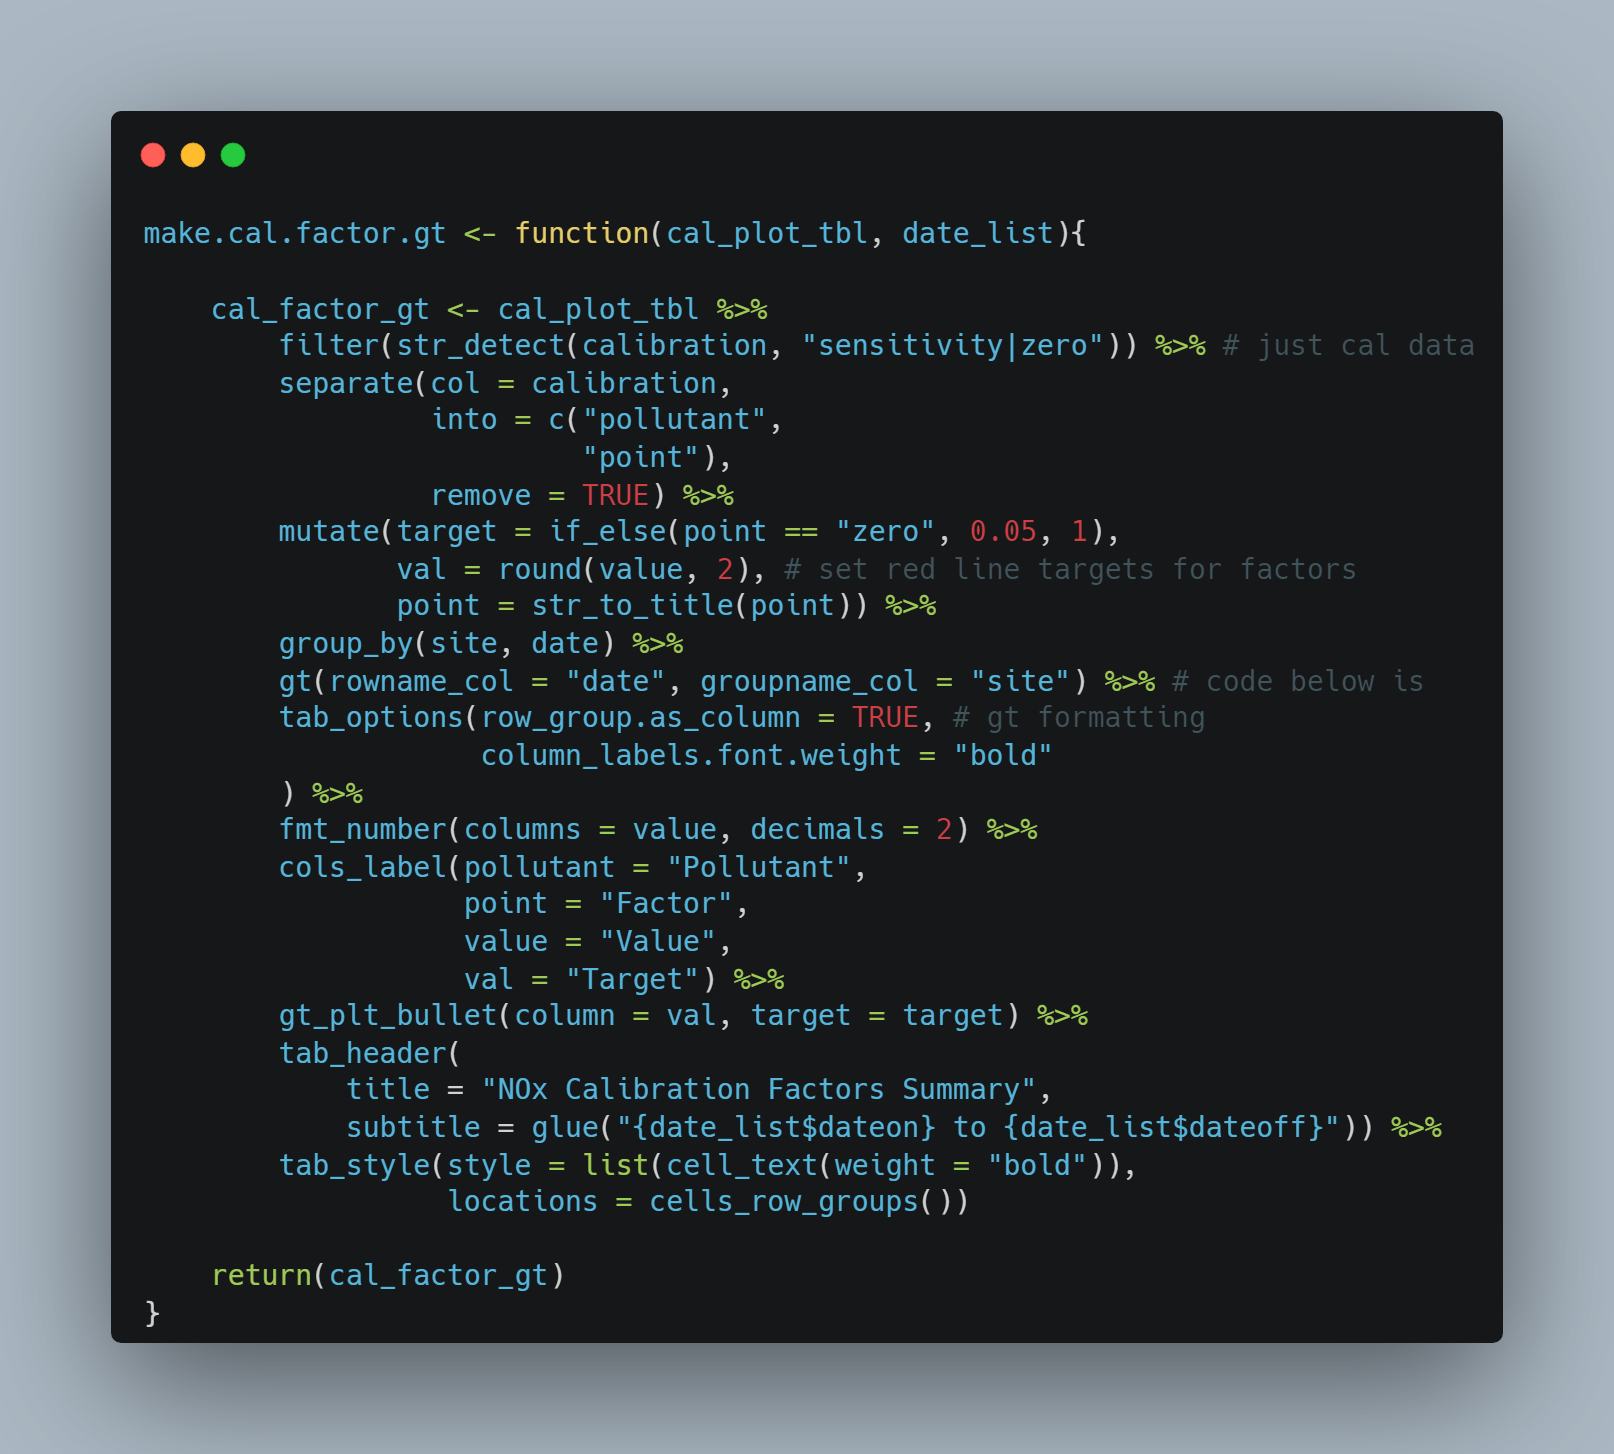 make.cal.factor.gt <- function(cal_plot_tbl, date_list){

    cal_factor_gt <- cal_plot_tbl %>%
        filter(str_detect(calibration, "sensitivity|zero")) %>% # just cal data
        separate(col = calibration,
                 into = c("pollutant",
                          "point"),
                 remove = TRUE) %>%
        mutate(target = if_else(point == "zero", 0.05, 1),
               val = round(value, 2), # set red line targets for factors
               point = str_to_title(point)) %>%
        group_by(site, date) %>%
        gt(rowname_col = "date", groupname_col = "site") %>% # code below is
        tab_options(row_group.as_column = TRUE, # gt formatting
                    column_labels.font.weight = "bold"
        ) %>%
        fmt_number(columns = value, decimals = 2) %>%
        cols_label(pollutant = "Pollutant",
                   point = "Factor",
                   value = "Value",
                   val = "Target") %>%
        gt_plt_bullet(column = val, target = target) %>%
        tab_header(
            title = "NOx Calibration Factors Summary",
            subtitle = glue("{date_list$dateon} to {date_list$dateoff}")) %>%
        tab_style(style = list(cell_text(weight = "bold")),
                  locations = cells_row_groups())

    return(cal_factor_gt)
}